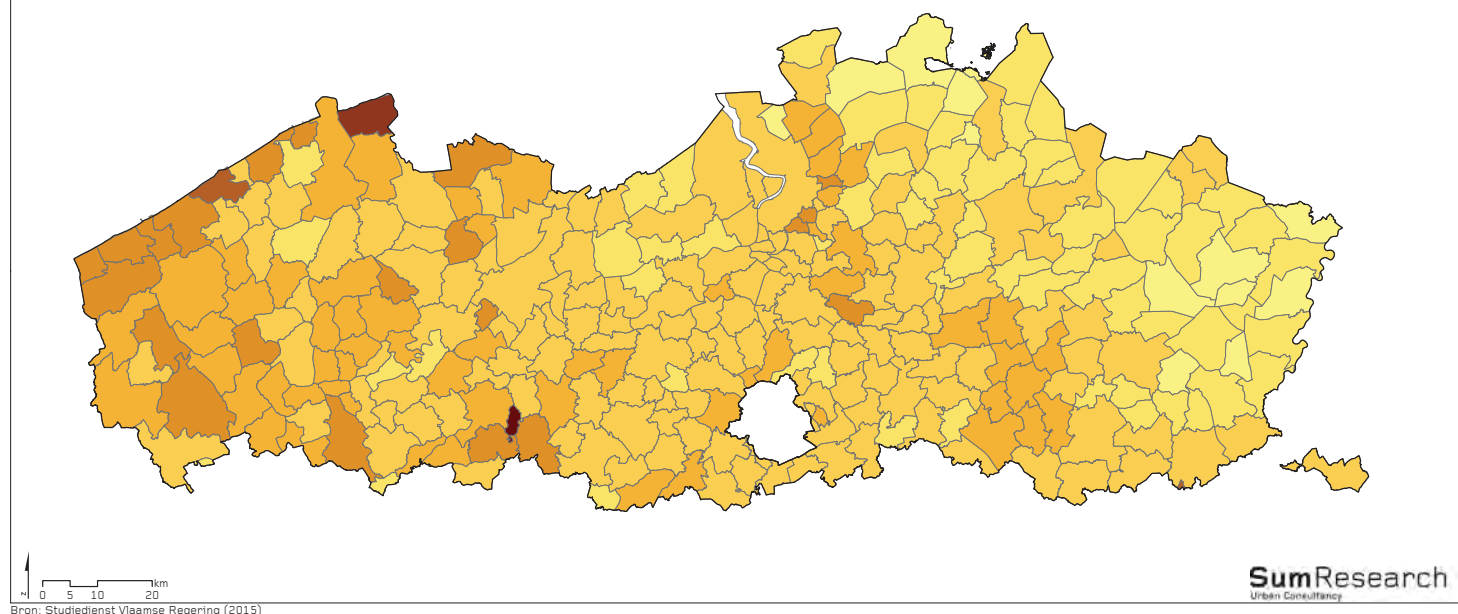 N
km
0 5 10 20
SumResearch
Urban Consultancy
Bron: Studiedienst Vlaamse Regering (2015)